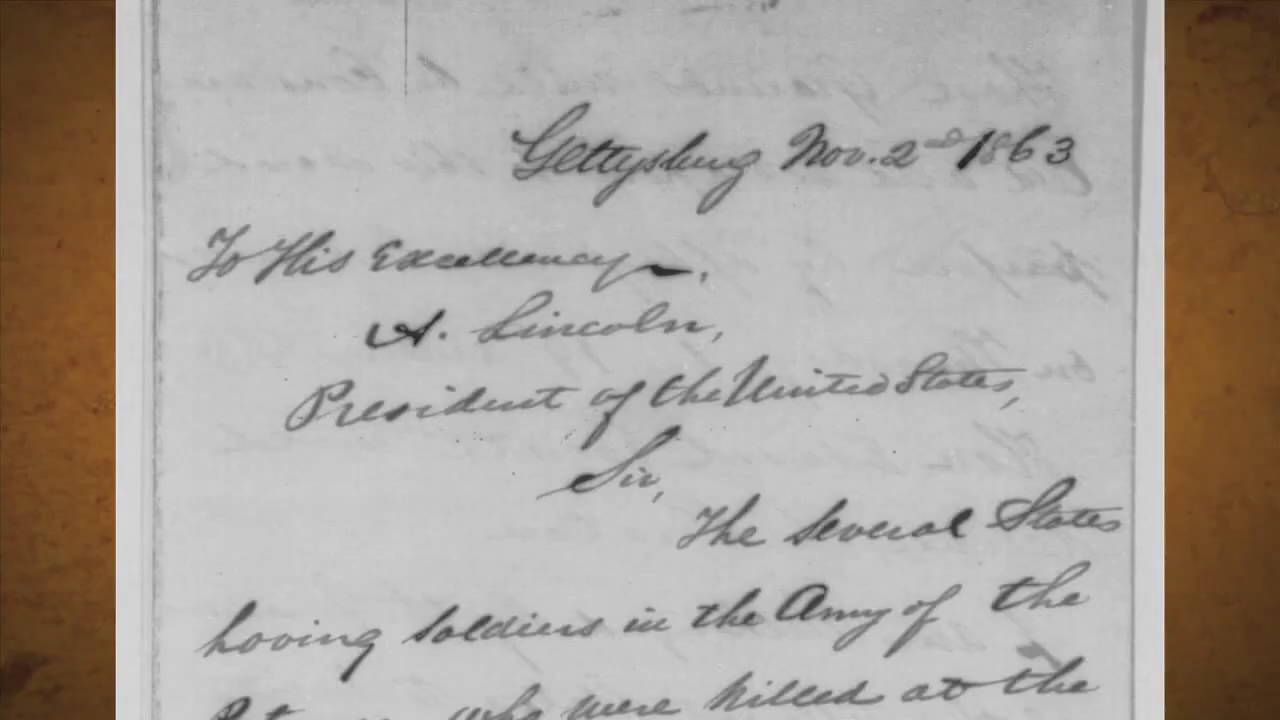 Gettysburg Nov. 2nd 1863
To His Excellency,
A. Lincoln,
President of the United States,
Sir,
The Several States
having soldiers in the Army of the
who were killed at the